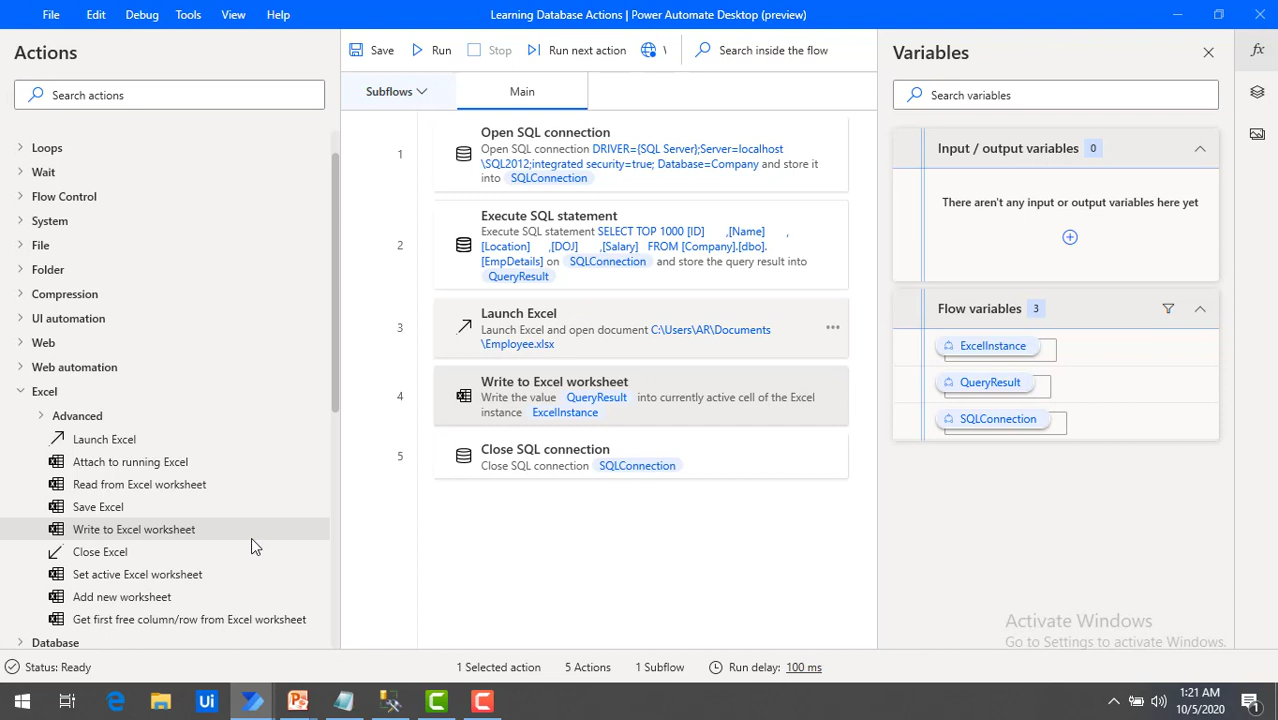 File Edit Debug Tools View Help Learning Database Actions | Power Automate Desktop (preview)
Actions
Search actions
Loops
Wait
Flow Control
System
File
Folder
Compression
UI automation
Web
Web automation
Excel
Advanced
Launch Excel
Attach to running Excel
Read from Excel worksheet
Save Excel
Write to Excel worksheet
Close Excel
Set active Excel worksheet
Add new worksheet
Get first free column/row from Excel worksheet
Database
Save Run Stop Run next action Search inside the flow
Subflows Main
1
Open SQL connection
Open SQL connection DRIVER={SQL Server};Server=localhost
\SQL2012;integrated security=true; Database=Company and store it
into SQLConnection
2
Execute SQL statement
Execute SQL statement SELECT TOP 1000 [ID] ,[Name] ,
[Location] ,[DOJ] ,[Salary] FROM [Company].[dbo].
[EmpDetails] on SQLConnection and store the query result into
QueryResult
3
Launch Excel
Launch Excel and open document C:\Users\AR\Documents
\Employee.xlsx
4
Write to Excel worksheet
Write the value QueryResult into currently active cell of the Excel
instance ExcelInstance
5
Close SQL connection
Close SQL connection SQLConnection
Variables
fx
Search variables
Input / output variables 0
There aren't any input or output variables here yet
Flow variables 3
ExcelInstance
QueryResult
SQLConnection
Activate Windows
Go to Settings to activate Windows.
Status: Ready 1 Selected action 5 Actions 1 Subflow Run delay: 100 ms
Ui
1:21 AM
10/5/2020
1